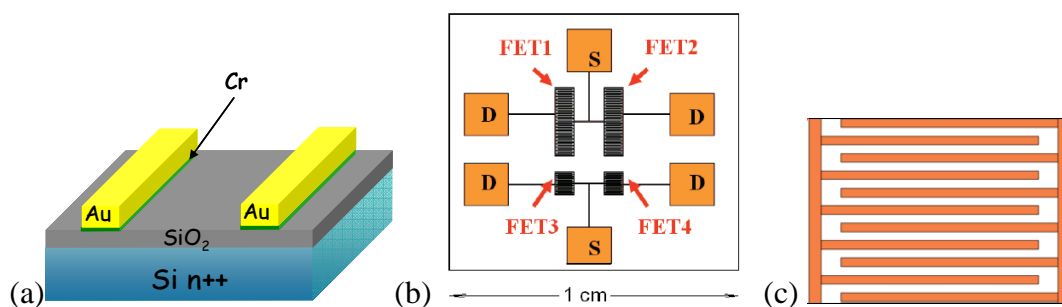 Cr
Au
Au
SiO2
Si n++
(a)
FET1
S
FET2
D
D
D
D
FET3
S
FET4
1 cm
(b)
(c)